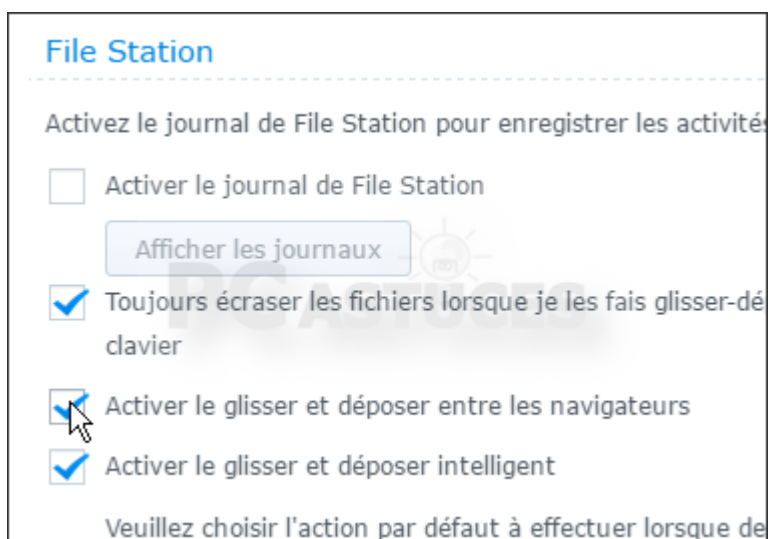 File Station
Activez le journal de File Station pour enregistrer les activités
Activer le journal de File Station
Afficher les journaux
PC ASTUCES
Toujours écraser les fichiers lorsque je les fais glisser-dé
clavier
Activer le glisser et déposer entre les navigateurs
Activer le glisser et déposer intelligent
Veuillez choisir l'action par défaut à effectuer lorsque de